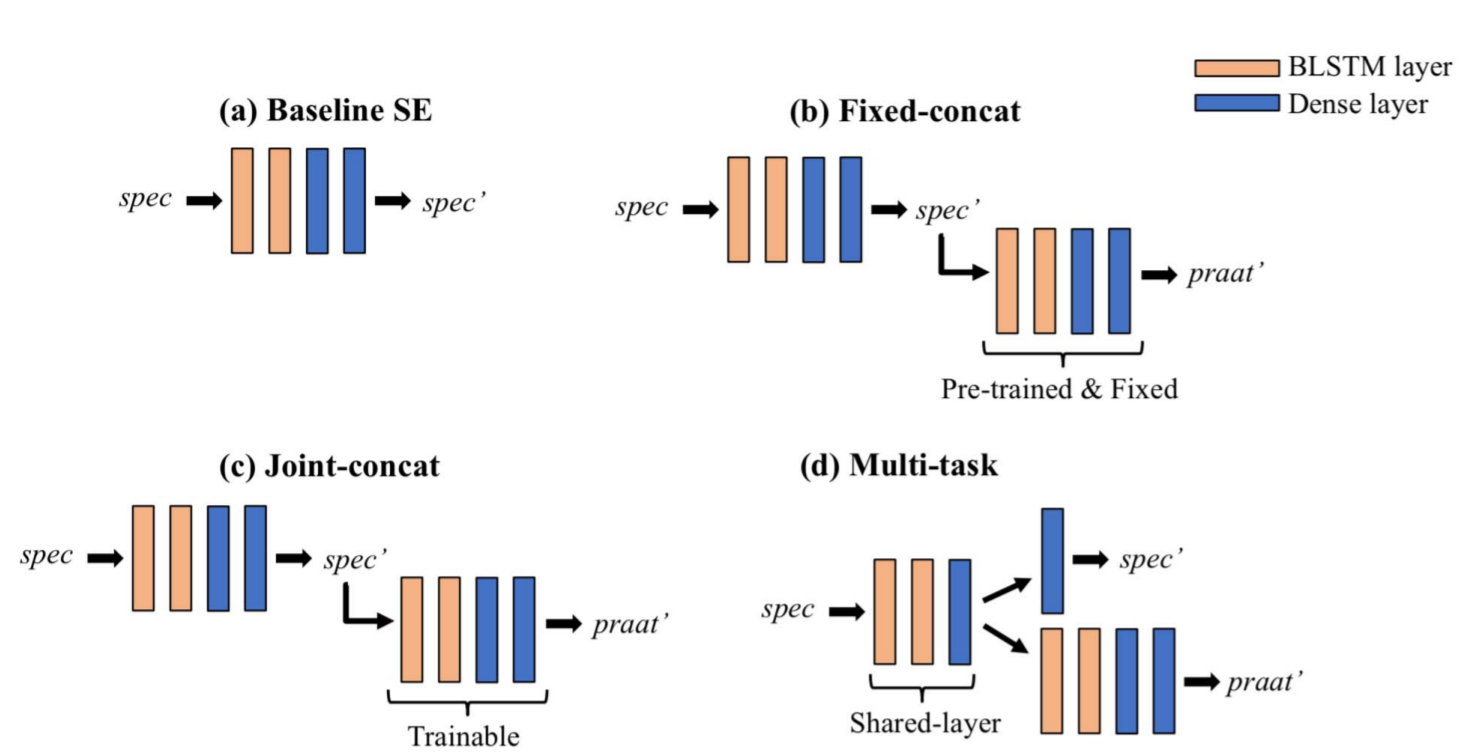 BLSTM layer
Dense layer
(a) Baseline SE
spec
spec’
(b) Fixed-concat
spec
spec’
praat’
Pre-trained & Fixed
(c) Joint-concat
spec
spec’
praat’
Trainable
(d) Multi-task
spec
spec’
praat’
Shared-layer